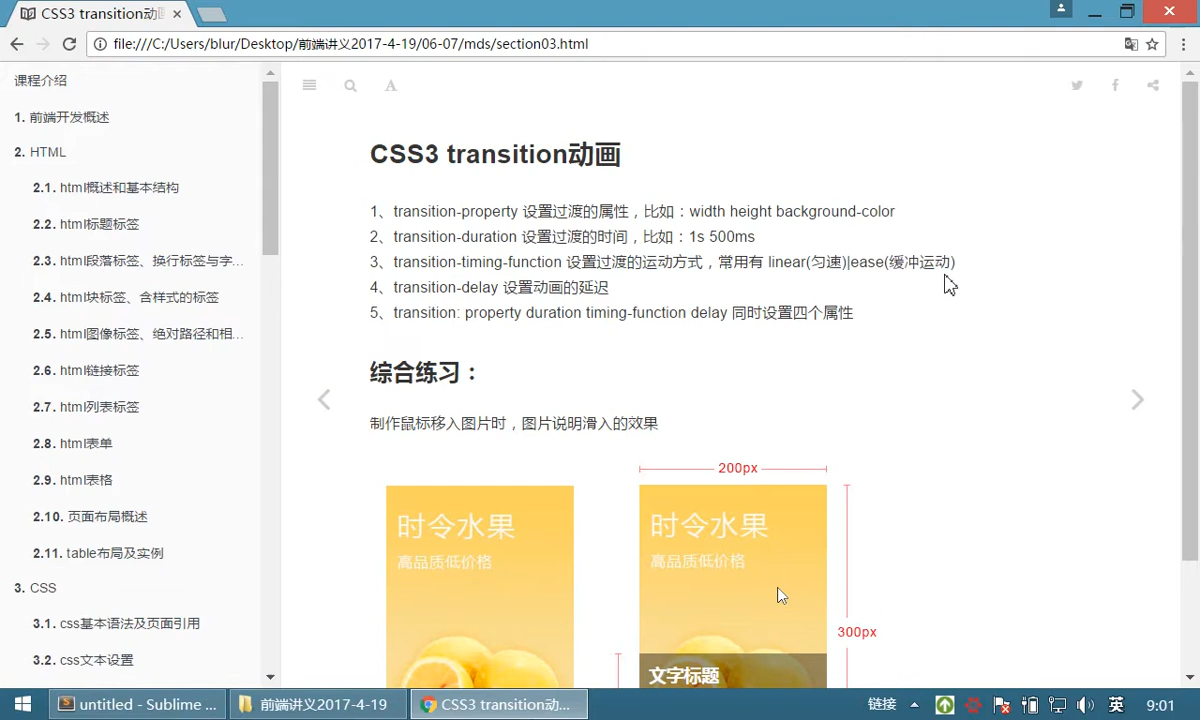 CSS3 transition动画
file:///C:/Users/blur/Desktop/前端讲义2017-4-19/06-07/mds/section03.html
课程介绍
1. 前端开发概述
2. HTML
2.1. html概述和基本结构
2.2. html标题标签
2.3. html段落标签、换行标签与字...
2.4. html块标签、含样式的标签
2.5. html图像标签、绝对路径和相...
2.6. html链接标签
2.7. html列表标签
2.8. html表单
2.9. html表格
2.10. 页面布局概述
2.11. table布局及实例
3. CSS
3.1. css基本语法及页面引用
3.2. css文本设置
A
CSS3 transition动画
1、transition-property 设置过渡的属性，比如：width height background-color
2、transition-duration 设置过渡的时间，比如：1s 500ms
3、transition-timing-function 设置过渡的运动方式，常用有 linear(匀速)|ease(缓冲运动)
4、transition-delay 设置动画的延迟
5、transition: property duration timing-function delay 同时设置四个属性
综合练习：
制作鼠标移入图片时，图片说明滑入的效果
时令水果
高品质低价格
200px
时令水果
高品质低价格
300px
文字标题
untitled - Sublime ...
前端讲义2017-4-19
CSS3 transition动...
链接
英
9:01